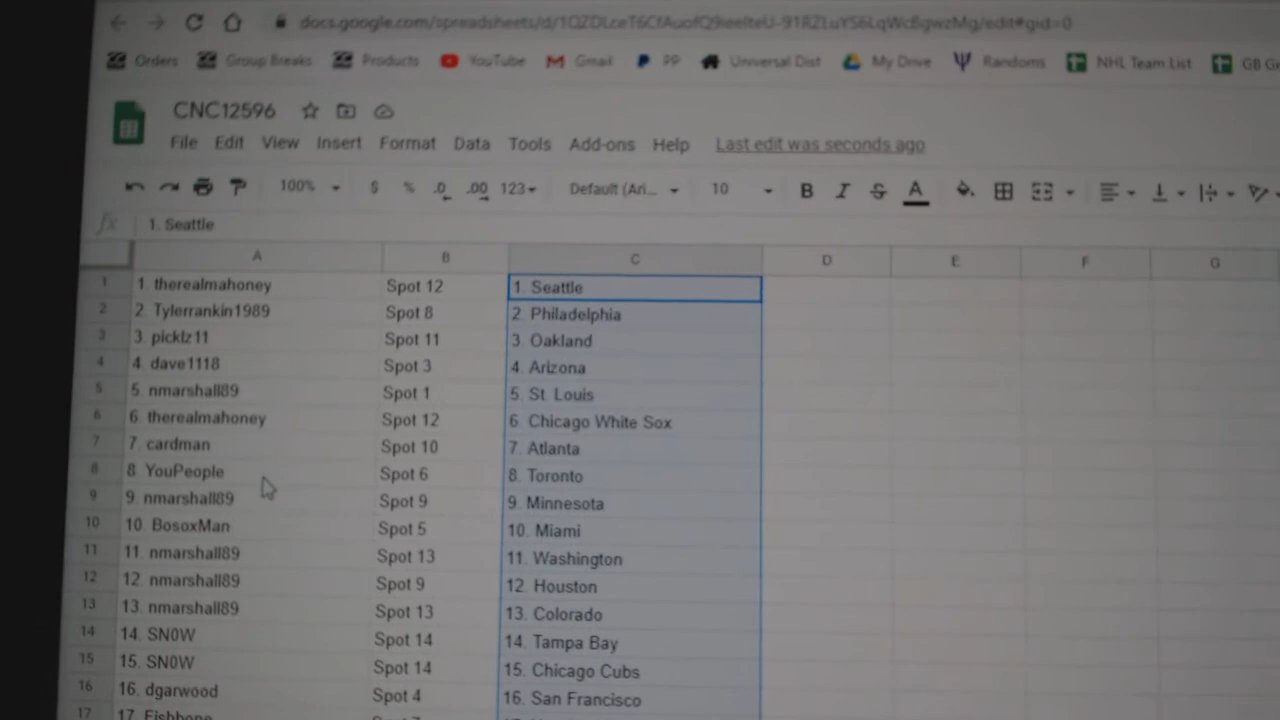 docs.google.com/spreadsheets/d/
Orders Group Breaks Products YouTube Gmail PP Universal Dist My Drive Randoms NHL Team List
CNC12596
File Edit View Insert Format Data Tools Add-ons Help Last edit was seconds ago
100% $ % .0 .00 123 Default (Ari... 10 B I S A
fx 1. Seattle
A B C D E F G
1 1. therealmahoney Spot 12 1. Seattle
2 2. Tylerrankin1989 Spot 8 2. Philadelphia
3 3. picklz11 Spot 11 3. Oakland
4 4. dave1118 Spot 3 4. Arizona
5 5. nmarshall89 Spot 1 5. St. Louis
6 6. therealmahoney Spot 12 6. Chicago White Sox
7 7. cardman Spot 10 7. Atlanta
8 8. YouPeople Spot 6 8. Toronto
9 9. nmarshall89 Spot 9 9. Minnesota
10 10. BosoxMan Spot 5 10. Miami
11 11. nmarshall89 Spot 13 11. Washington
12 12. nmarshall89 Spot 9 12. Houston
13 13. nmarshall89 Spot 13 13. Colorado
14 14. SN0W Spot 14 14. Tampa Bay
15 15. SN0W Spot 14 15. Chicago Cubs
16 16. dgarwood Spot 4 16. San Francisco
17 17. Fishbone